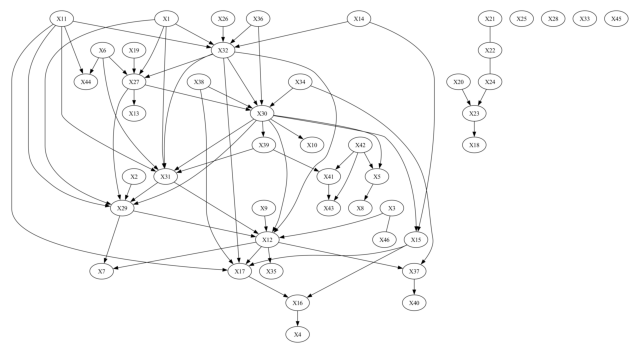 X11 X1 X26 X36 X14 X21 X25 X28 X33 X45
X6 X19 X32 X22
X44 X27 X38 X34 X20 X24
X13 X30 X23
X39 X10 X42 X18
X2 X31 X41 X5
X29 X9 X43 X8 X3
X12 X46 X15
X7 X17 X35 X37
X16 X40
X4